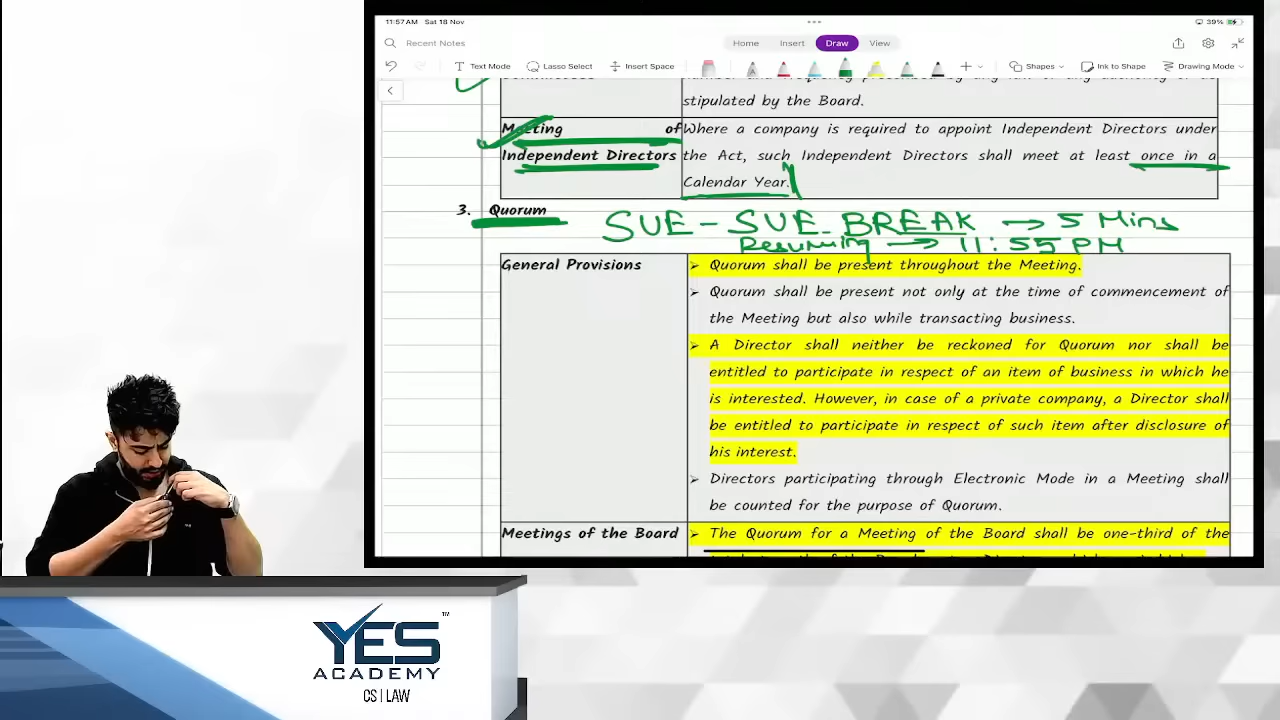 11:57 AM Sat 18 Nov
39%
Recent Notes
Home Insert Draw View
Text Mode Lasso Select Insert Space Shapes Ink to Shape Drawing Mode
stipulated by the Board.
Meeting of Where a company is required to appoint Independent Directors under
Independent Directors the Act, such Independent Directors shall meet at least once in a
Calendar Year.
3. Quorum
SUE-SUE BREAK → 5 Mins
Resuming → 11:55 PM
General Provisions ➢ Quorum shall be present throughout the Meeting.
➢ Quorum shall be present not only at the time of commencement of
the Meeting but also while transacting business.
➢ A Director shall neither be reckoned for Quorum nor shall be
entitled to participate in respect of an item of business in which he
is interested. However, in case of a private company, a Director shall
be entitled to participate in respect of such item after disclosure of
his interest.
➢ Directors participating through Electronic Mode in a Meeting shall
be counted for the purpose of Quorum.
Meetings of the Board ➢ The Quorum for a Meeting of the Board shall be one-third of the
YES
TM
ACADEMY
CS | LAW